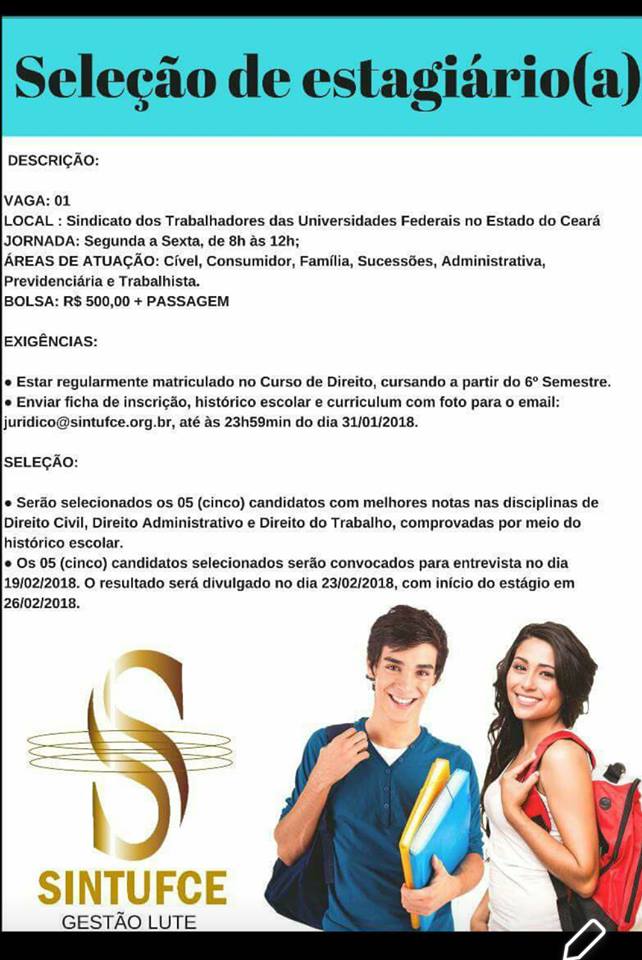 Seleção de estagiário(a)
DESCRIÇÃO:
VAGA: 01
LOCAL : Sindicato dos Trabalhadores das Universidades Federais no Estado do Ceará
JORNADA: Segunda a Sexta, de 8h às 12h;
ÁREAS DE ATUAÇÃO: Cível, Consumidor, Família, Sucessões, Administrativa,
Previdenciária e Trabalhista.
BOLSA: R$ 500,00 + PASSAGEM
EXIGÊNCIAS:
● Estar regularmente matriculado no Curso de Direito, cursando a partir do 6º Semestre.
● Enviar ficha de inscrição, histórico escolar e curriculum com foto para o email:
juridico@sintufce.org.br, até às 23h59min do dia 31/01/2018.
SELEÇÃO:
● Serão selecionados os 05 (cinco) candidatos com melhores notas nas disciplinas de
Direito Civil, Direito Administrativo e Direito do Trabalho, comprovadas por meio do
histórico escolar.
● Os 05 (cinco) candidatos selecionados serão convocados para entrevista no dia
19/02/2018. O resultado será divulgado no dia 23/02/2018, com início do estágio em
26/02/2018.
SINTUFCE
GESTÃO LUTE